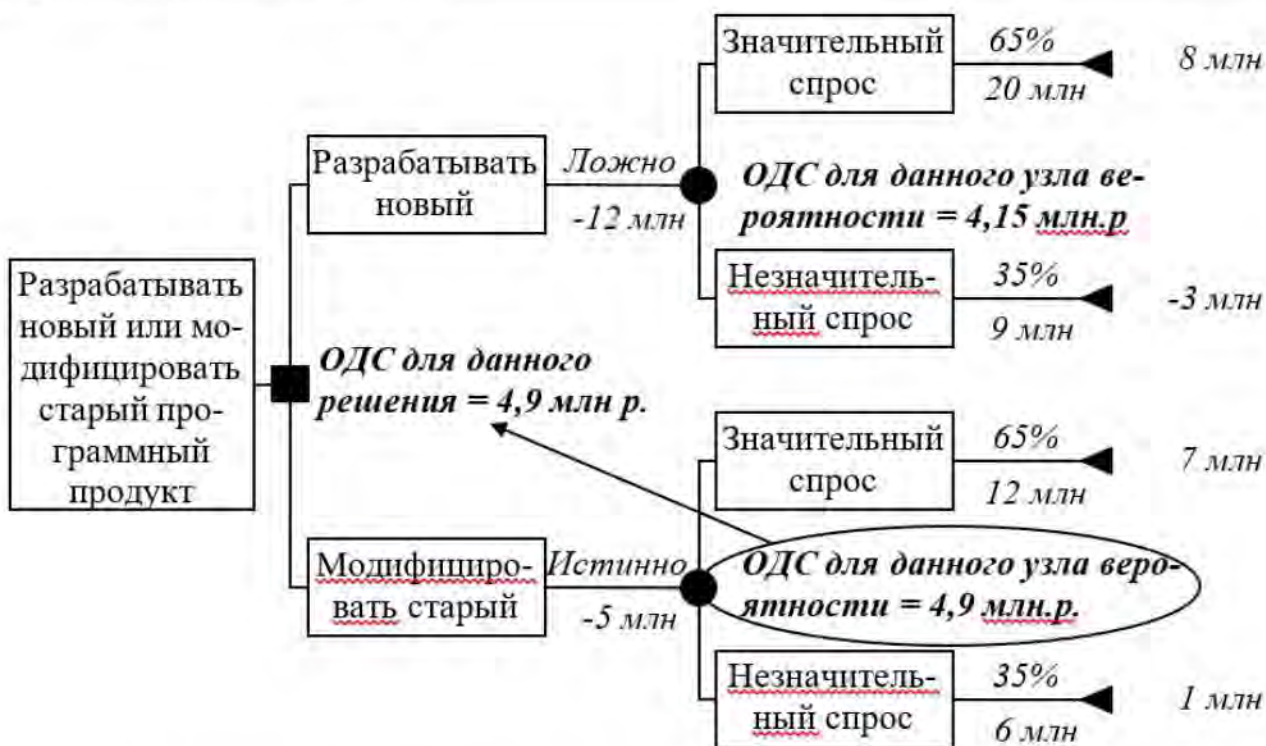 Значительный
спрос
65%
20 млн
8 млн
Разрабатывать
новый
Ложно
-12 млн
ОДС для данного узла ве-
роятности = 4,15 млн.р
Незначитель-
ный спрос
35%
9 млн
-3 млн
Разрабатывать
новый или мо-
дифицировать
старый про-
граммный
продукт
ОДС для данного
решения = 4,9 млн р.
Значительный
спрос
65%
12 млн
7 млн
Модифициро-
вать старый
Истинно
-5 млн
ОДС для данного узла веро-
ятности = 4,9 млн.р.
Незначитель-
ный спрос
35%
6 млн
1 млн